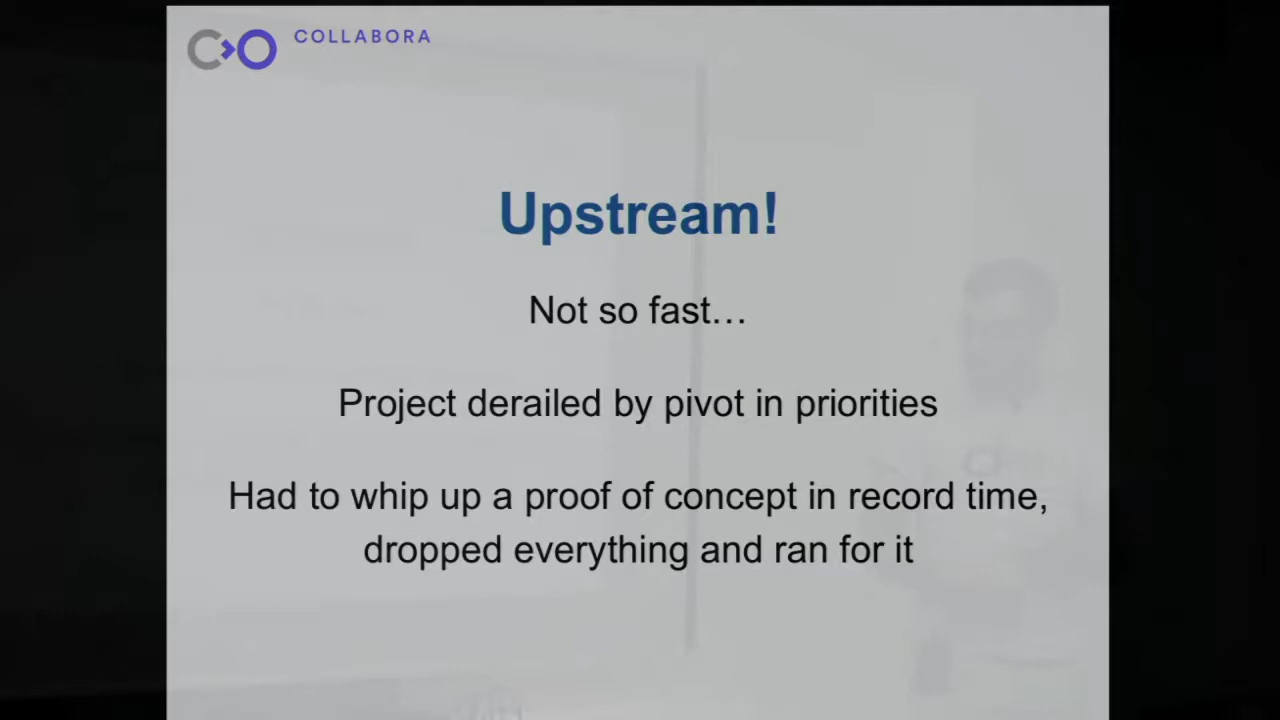 COLLABORA
Upstream!
Not so fast…
Project derailed by pivot in priorities
Had to whip up a proof of concept in record time,
dropped everything and ran for it